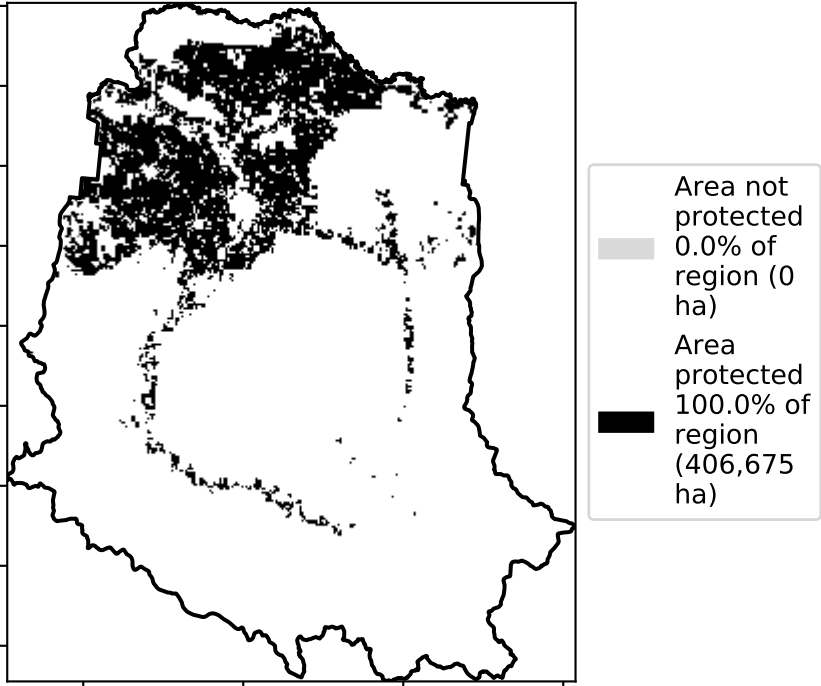 Area not
protected
0.0% of
region (0
ha)
Area
protected
100.0% of
region
(406,675
ha)